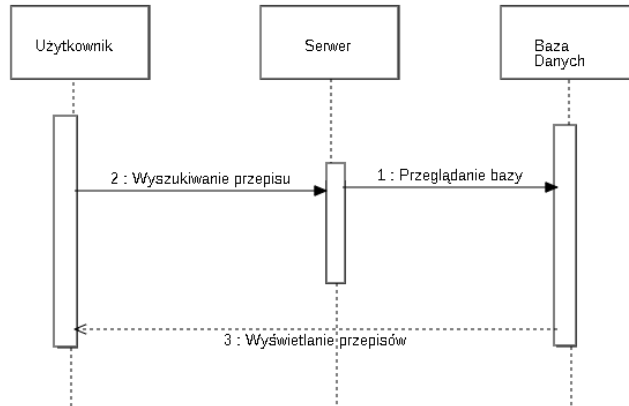 Użytkownik
Serwer
Baza
Danych
2 : Wyszukiwanie przepisu
1 : Przeglądanie bazy
3 : Wyświetlanie przepisów